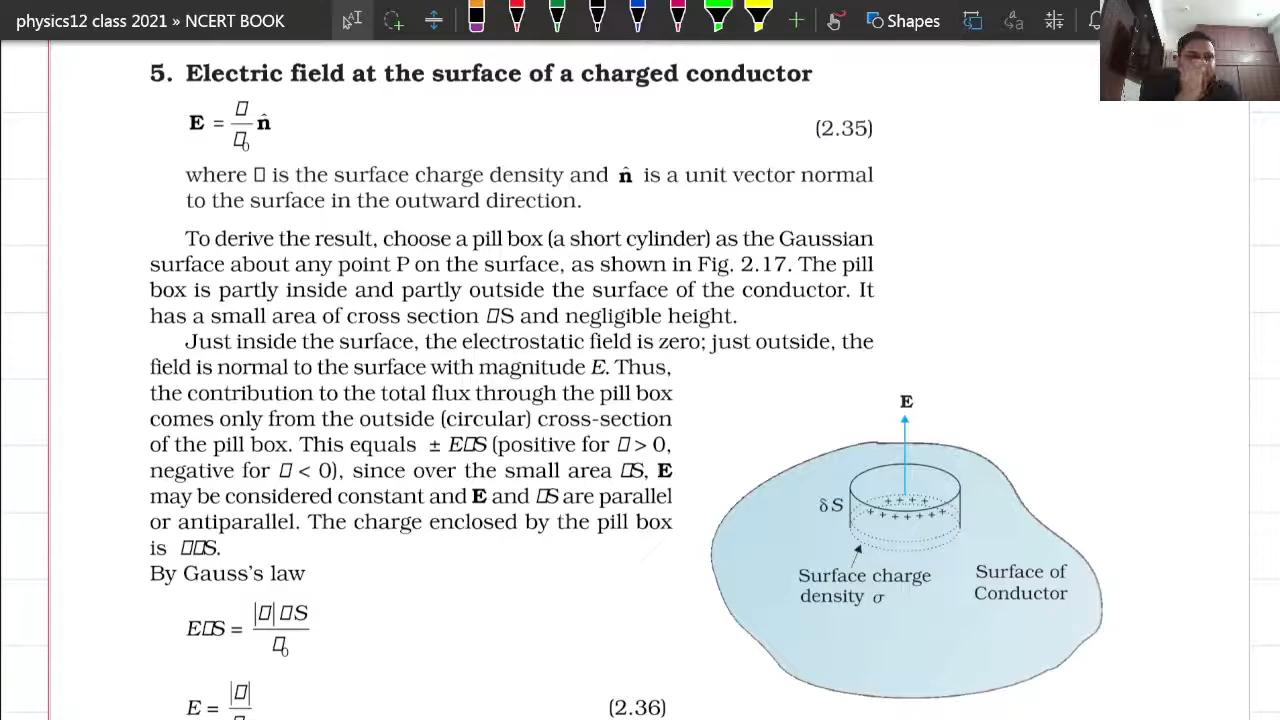 physics12 class 2021 » NCERT BOOK
Shapes
5. Electric field at the surface of a charged conductor
E = □/□₀ n̂
(2.35)
where □ is the surface charge density and n̂ is a unit vector normal
to the surface in the outward direction.
To derive the result, choose a pill box (a short cylinder) as the Gaussian
surface about any point P on the surface, as shown in Fig. 2.17. The pill
box is partly inside and partly outside the surface of the conductor. It
has a small area of cross section □S and negligible height.
Just inside the surface, the electrostatic field is zero; just outside, the
field is normal to the surface with magnitude E. Thus,
the contribution to the total flux through the pill box
comes only from the outside (circular) cross-section
of the pill box. This equals ± E□S (positive for □ > 0,
negative for □ < 0), since over the small area □S, E
may be considered constant and E and □S are parallel
or antiparallel. The charge enclosed by the pill box
is □□S.
By Gauss's law
E□S = |□|□S/□₀
E = |□|
(2.36)
E
δS
Surface charge
density σ
Surface of
Conductor